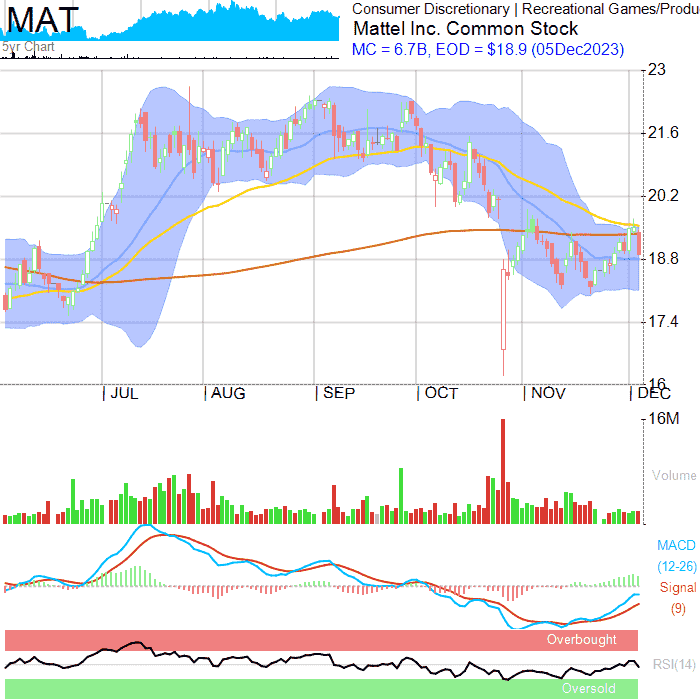 MAT
5yr Chart
Consumer Discretionary | Recreational Games/Produ
Mattel Inc. Common Stock
MC = 6.7B, EOD = $18.9 (05Dec2023)
23
21.6
20.2
18.8
17.4
16
| JUL
| AUG
| SEP
| OCT
| NOV
| DEC
16M
Volume
MACD
(12-26)
Signal
(9)
Overbought
RSI(14)
Oversold